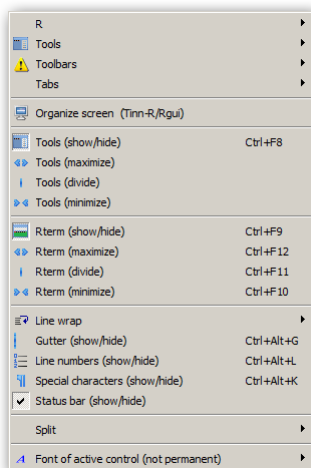 R
Tools
Toolbars
Tabs
Organize screen (Tinn-R/Rgui)
Tools (show/hide) Ctrl+F8
Tools (maximize)
Tools (divide)
Tools (minimize)
Rterm (show/hide) Ctrl+F9
Rterm (maximize) Ctrl+F12
Rterm (divide) Ctrl+F11
Rterm (minimize) Ctrl+F10
Line wrap
Gutter (show/hide) Ctrl+Alt+G
Line numbers (show/hide) Ctrl+Alt+L
Special characters (show/hide) Ctrl+Alt+K
Status bar (show/hide)
Split
Font of active control (not permanent)